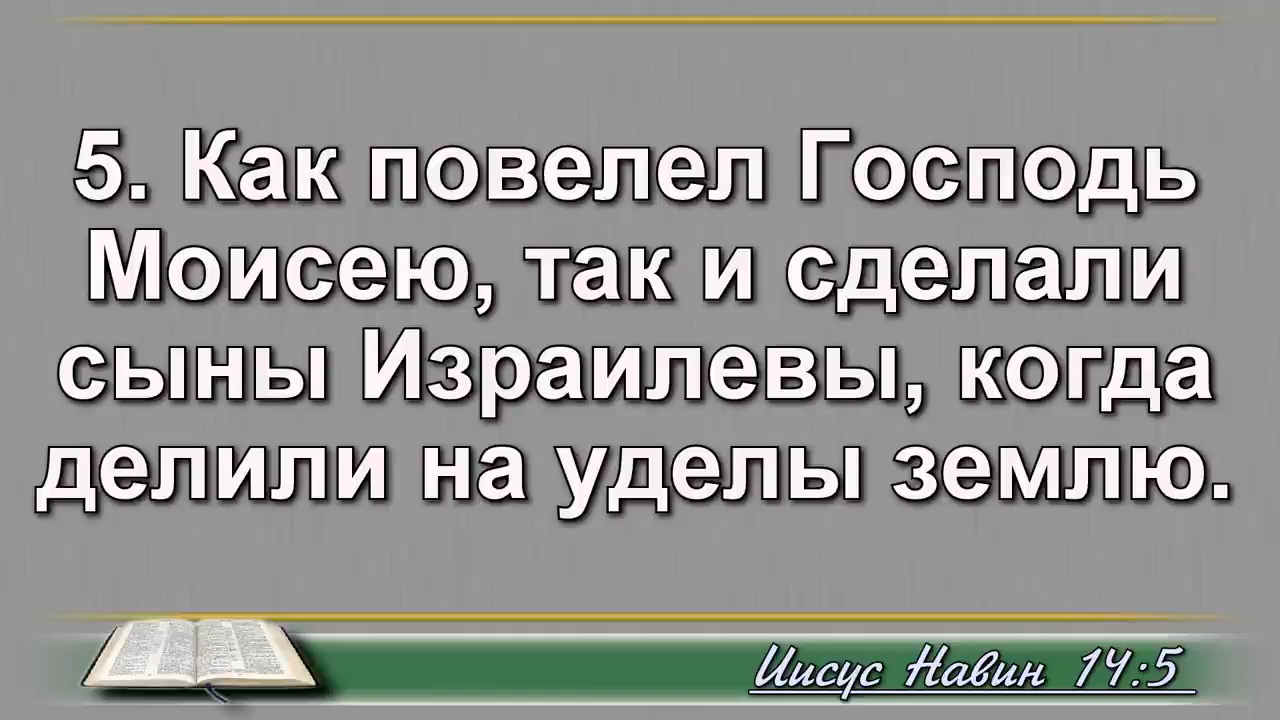 5. Как повелел Господь
Моисею, так и сделали
сыны Израилевы, когда
делили на уделы землю.
Иисус Навин 14:5